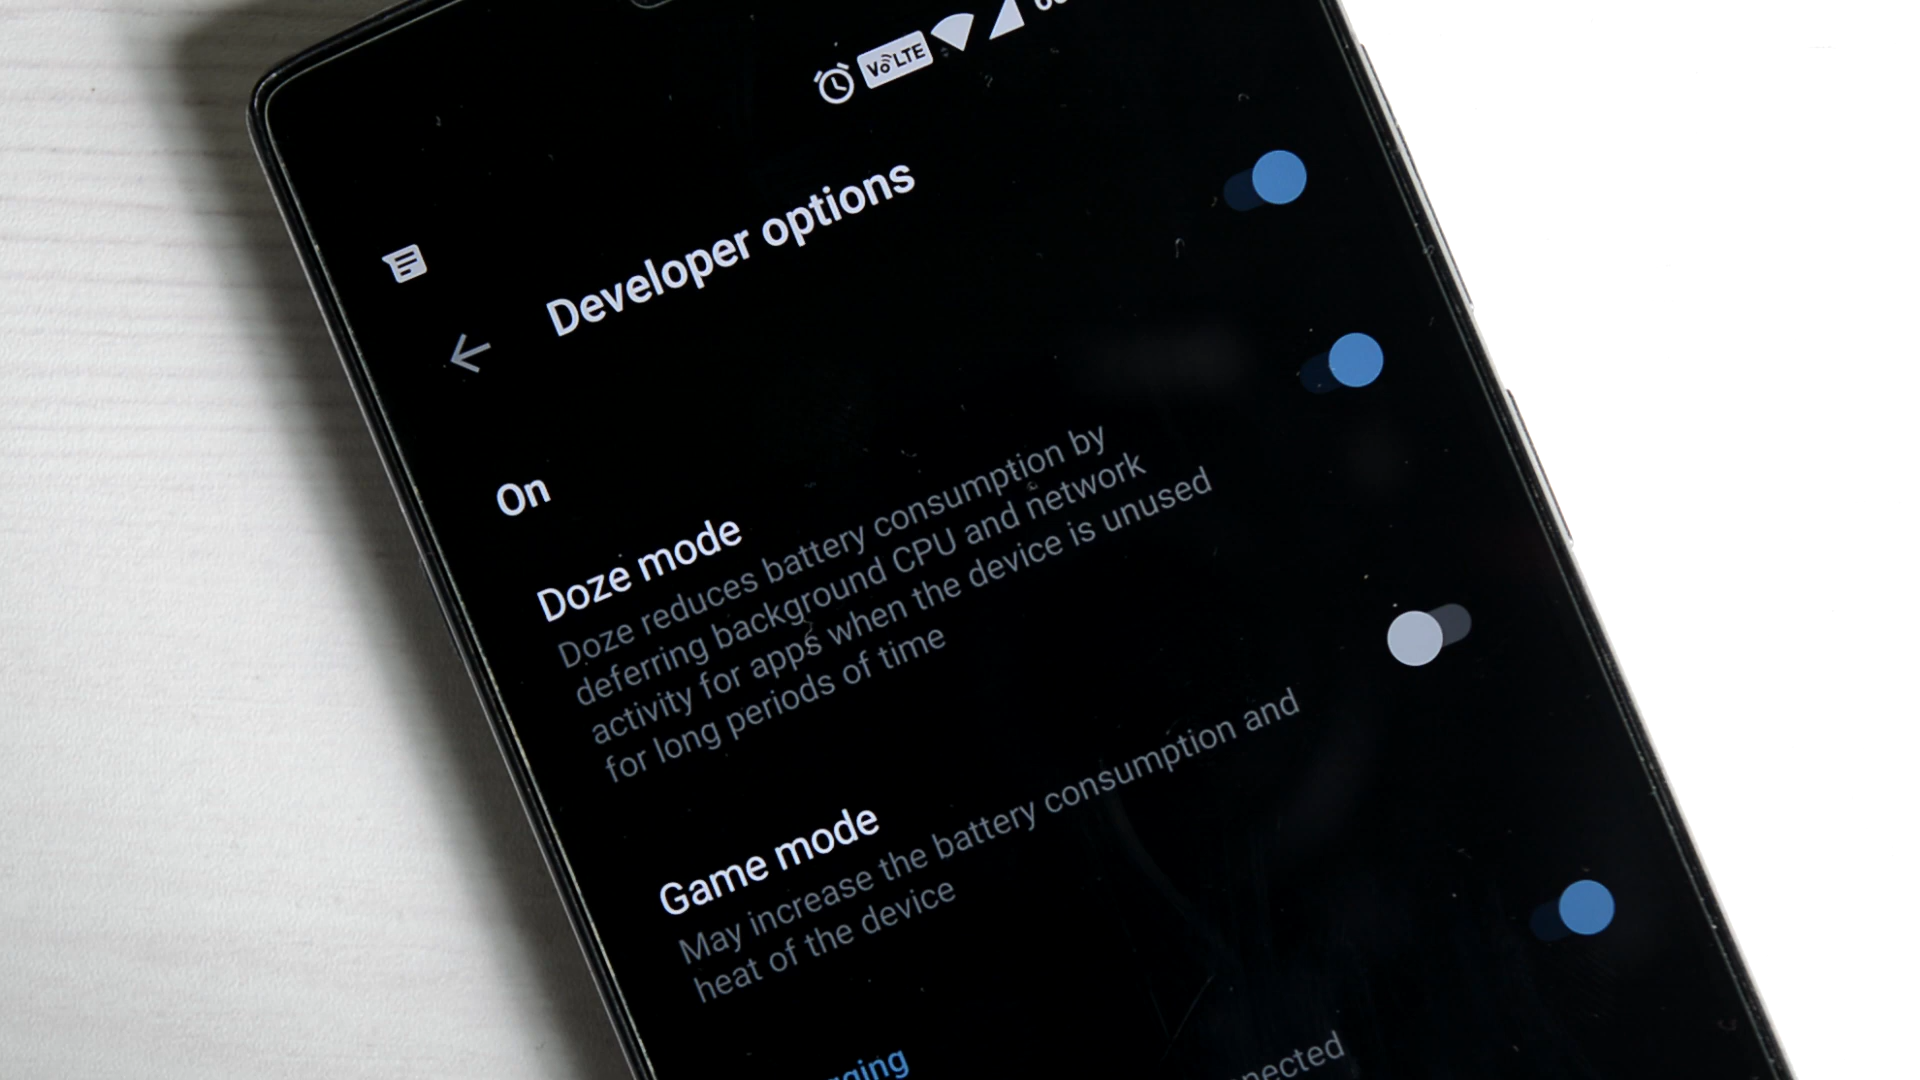 VoLTE
Developer options
On
Doze mode
Doze reduces battery consumption by
deferring background CPU and network
activity for apps when the device is unused
for long periods of time
Game mode
May increase the battery consumption and
heat of the device